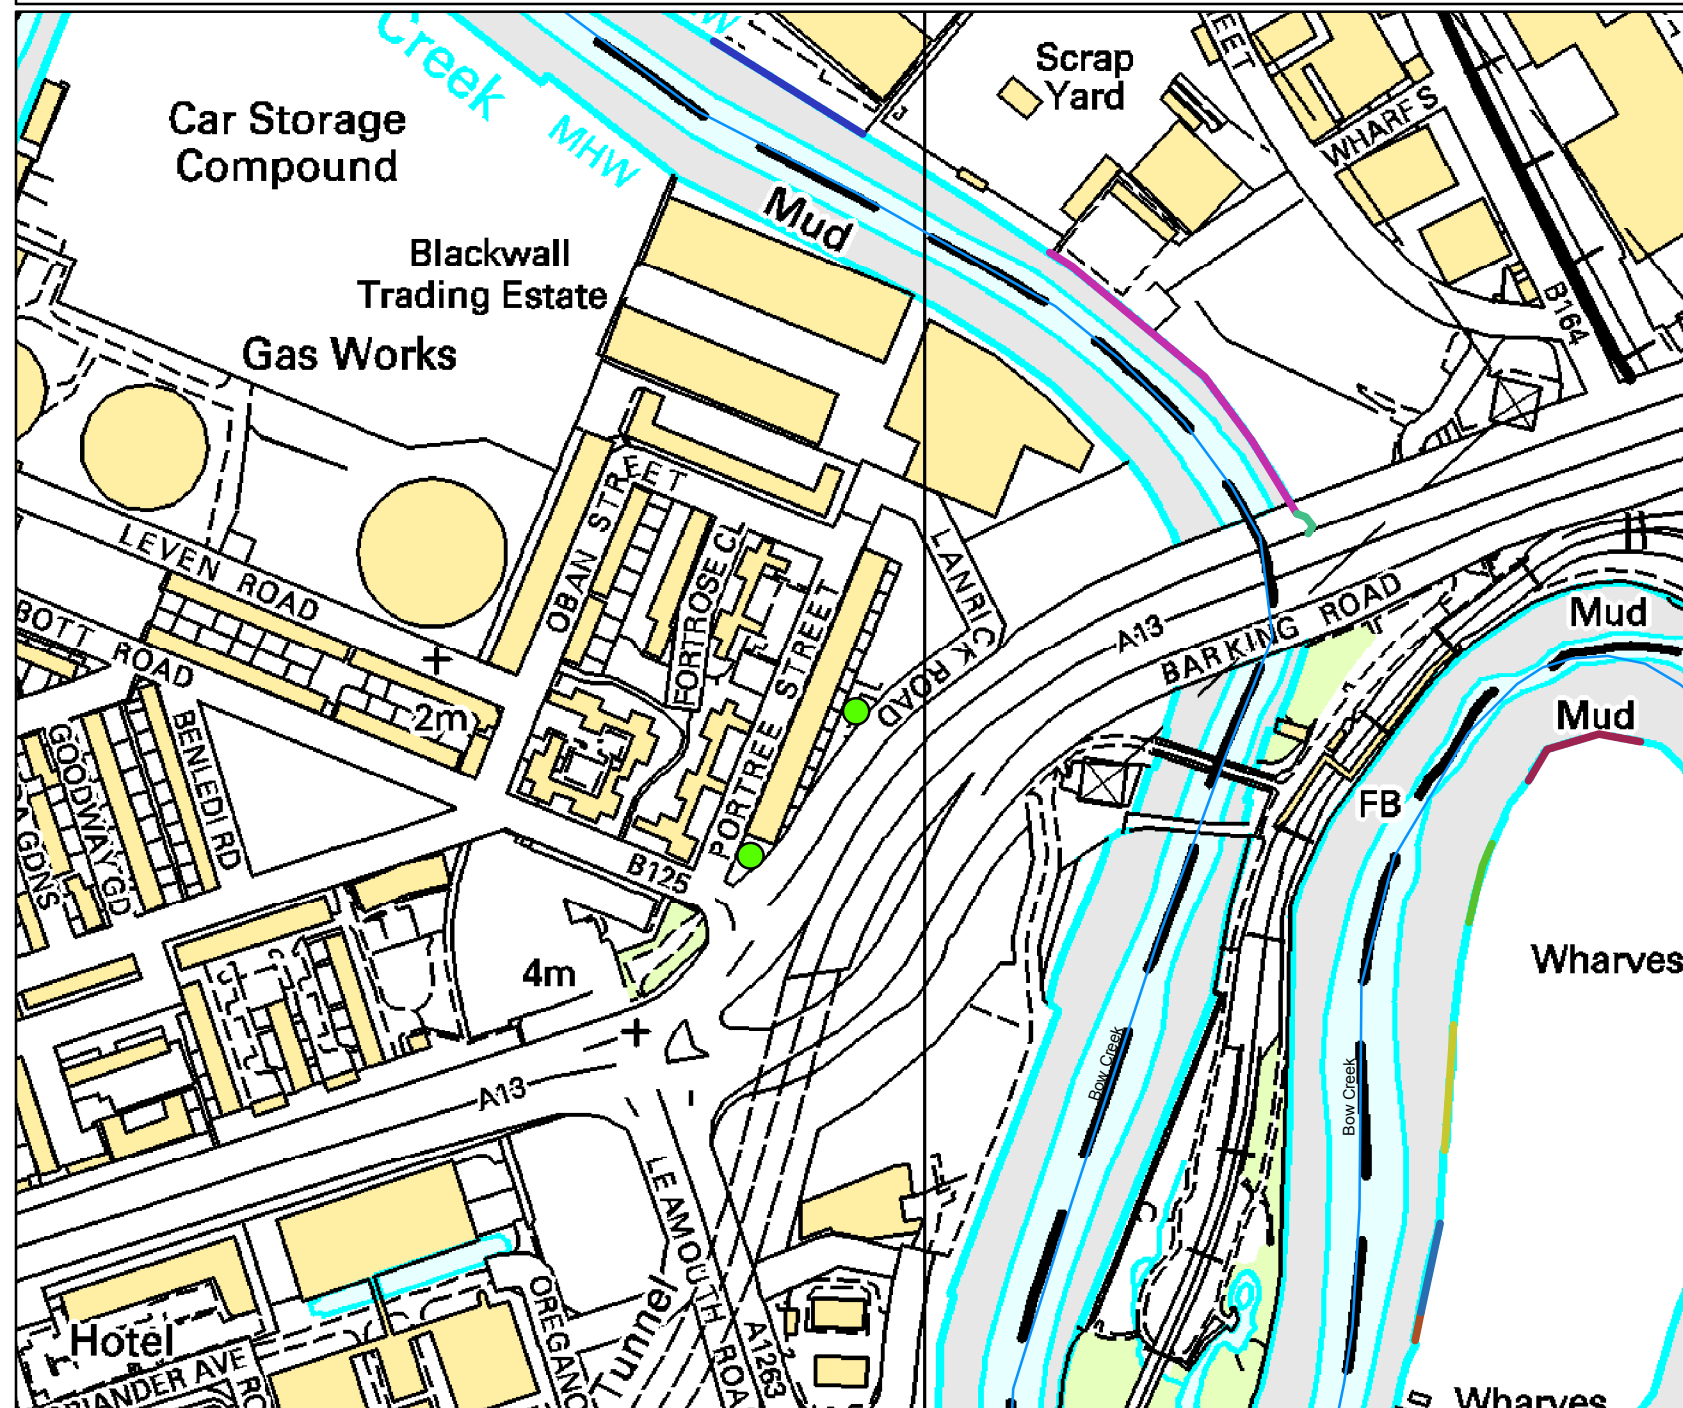 Creek
MHW
Car Storage
Compound
Scrap
Yard
WHARF S
Mud
Blackwall
Trading Estate
B164
Gas Works
STREET
OBAN
FORTROSE CL
LEVEN ROAD
LANRICK ROAD
A13
BARKING ROAD
Mud
ROAD
PORTREE STREET
2m
Mud
GOODWAY GD
BENLEDI RD
FB
B125
4m
Wharves
A13
Bow Creek
Bow Creek
LEAMOUTH ROAD
Tunnel
OREGANO
A1263
Hotel
Wharves